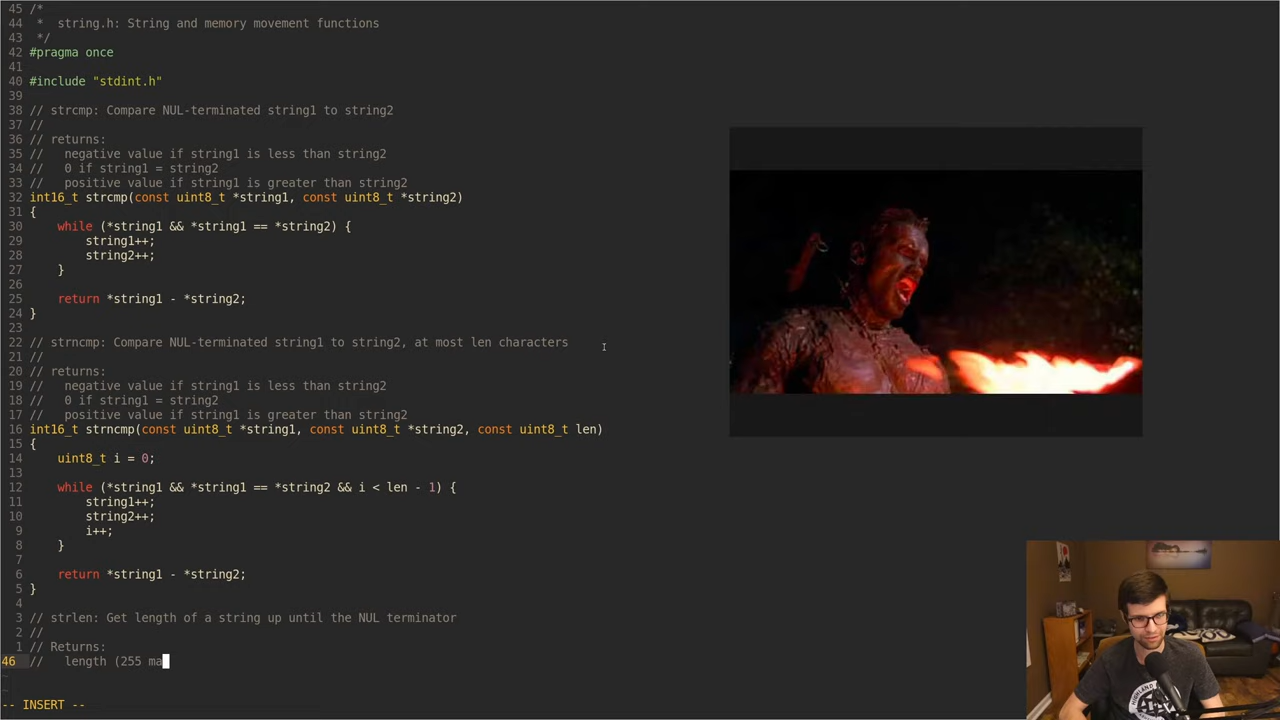 45 /*
44  *  string.h: String and memory movement functions
43  */
42 #pragma once
41
40 #include "stdint.h"
39
38 // strcmp: Compare NUL-terminated string1 to string2
37 //
36 // returns:
35 //   negative value if string1 is less than string2
34 //   0 if string1 = string2
33 //   positive value if string1 is greater than string2
32 int16_t strcmp(const uint8_t *string1, const uint8_t *string2)
31 {
30     while (*string1 && *string1 == *string2) {
29         string1++;
28         string2++;
27     }
26
25     return *string1 - *string2;
24 }
23
22 // strncmp: Compare NUL-terminated string1 to string2, at most len characters
21 //
20 // returns:
19 //   negative value if string1 is less than string2
18 //   0 if string1 = string2
17 //   positive value if string1 is greater than string2
16 int16_t strncmp(const uint8_t *string1, const uint8_t *string2, const uint8_t len)
15 {
14     uint8_t i = 0;
13
12     while (*string1 && *string1 == *string2 && i < len - 1) {
11         string1++;
10         string2++;
9         i++;
8     }
7
6     return *string1 - *string2;
5 }
4
3 // strlen: Get length of a string up until the NUL terminator
2 //
1 // Returns:
46 //   length (255 ma
~
~
-- INSERT --